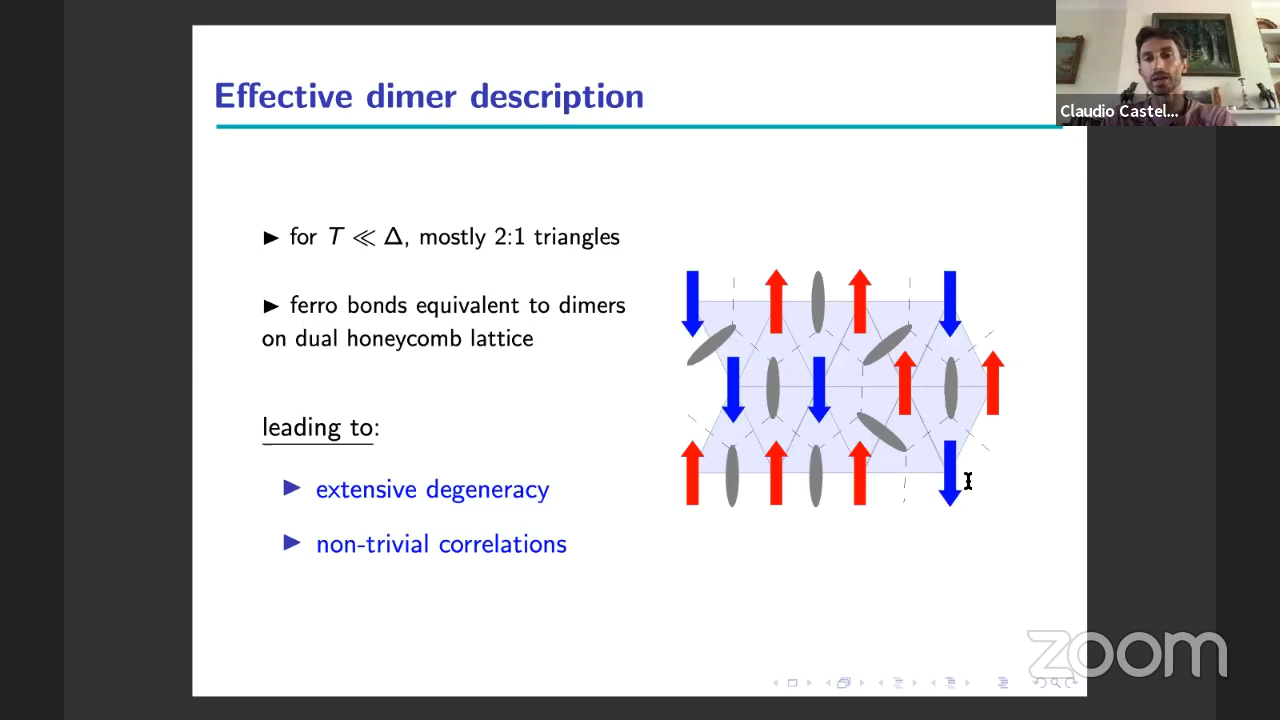 Effective dimer description
Claudio Castel...
▶ for T ≪ Δ, mostly 2:1 triangles
▶ ferro bonds equivalent to dimers
on dual honeycomb lattice
leading to:
▶ extensive degeneracy
▶ non-trivial correlations
zoom